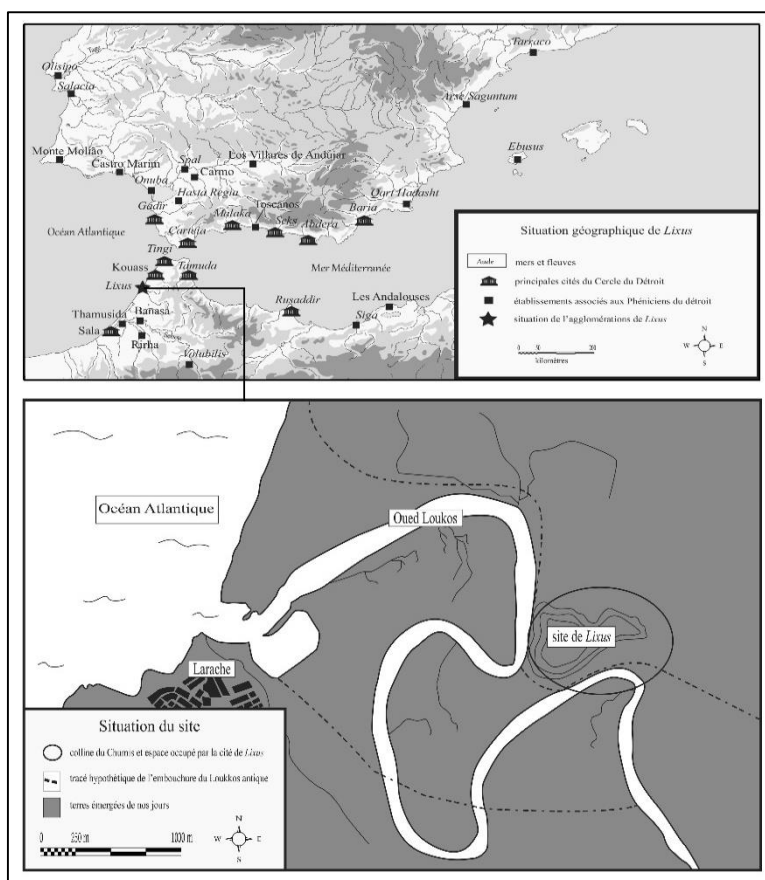 Tarraco
Olisipo
Salacia
Arse/Saguntum
Ebusus
Monte Molião
Castro Marim
Spal
Carmo
Los Villares de Andújar
Onuba
Hasta Regia
Toscanos
Qart Hadasht
Gadir
Malaka
Seks
Abdera
Baria
Océan Atlantique
Carteia
Tingi
Mer Méditerranée
Kouass
Tamuda
Lixus
Rusaddir
Les Andalouses
Thamusida
Banasa
Siga
Sala
Rirha
Volubilis
Situation géographique de Lixus
mers et fleuves
principales cités du Cercle du Détroit
établissements associés aux Phéniciens du détroit
situation de l'agglomérations de Lixus
0 50 200
kilomètres
N
W E
S
Océan Atlantique
Oued Loukos
site de Lixus
Larache
Situation du site
colline du Chumis et espace occupé par la cité de Lixus
tracé hypothétique de l'embouchure du Loukkos antique
terres émergées de nos jours
0 250 m 1000 m
N
W E
S